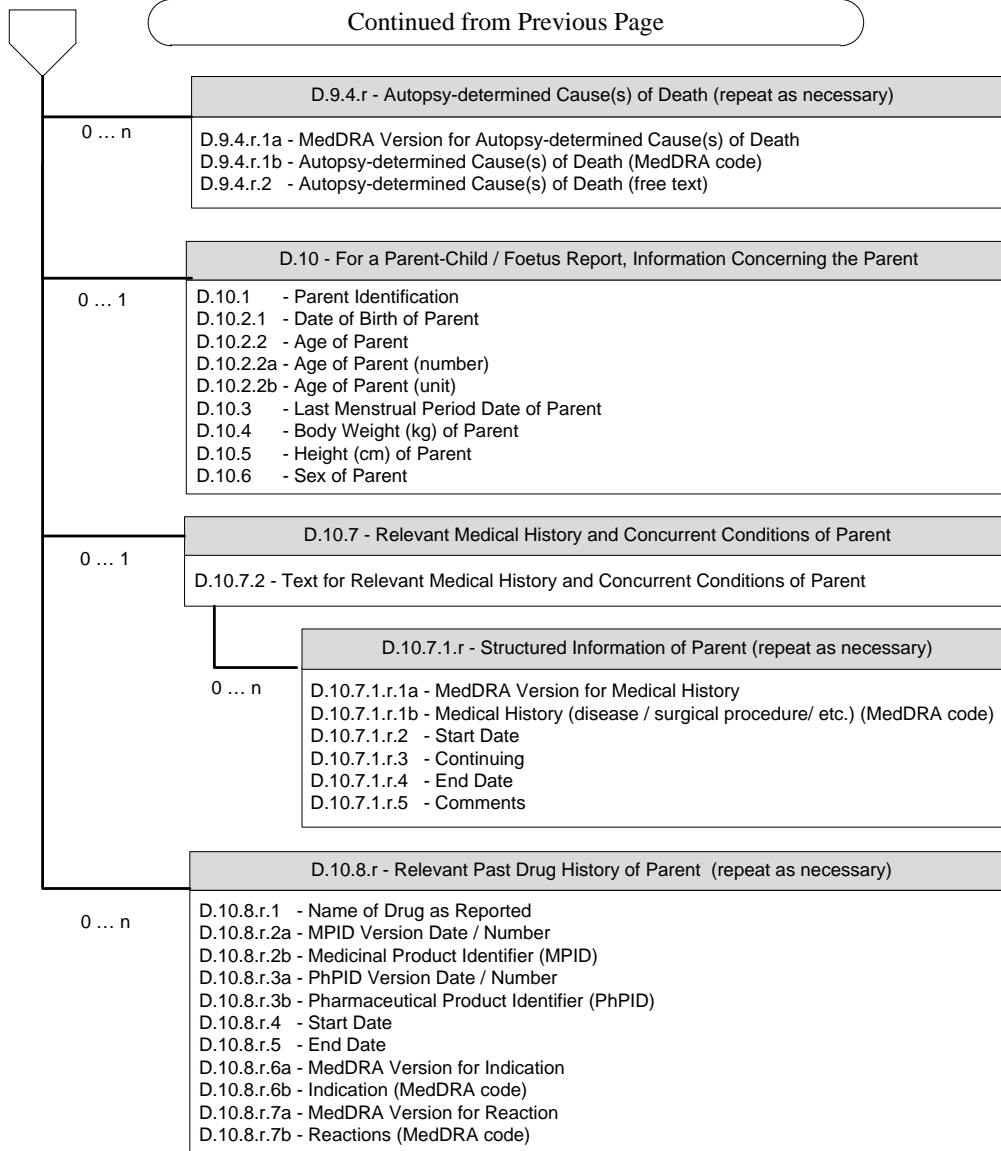 Continued from Previous Page
D.9.4.r - Autopsy-determined Cause(s) of Death (repeat as necessary)
0 … n
D.9.4.r.1a - MedDRA Version for Autopsy-determined Cause(s) of Death
D.9.4.r.1b - Autopsy-determined Cause(s) of Death (MedDRA code)
D.9.4.r.2 - Autopsy-determined Cause(s) of Death (free text)
D.10 - For a Parent-Child / Foetus Report, Information Concerning the Parent
0 … 1
D.10.1 - Parent Identification
D.10.2.1 - Date of Birth of Parent
D.10.2.2 - Age of Parent
D.10.2.2a - Age of Parent (number)
D.10.2.2b - Age of Parent (unit)
D.10.3 - Last Menstrual Period Date of Parent
D.10.4 - Body Weight (kg) of Parent
D.10.5 - Height (cm) of Parent
D.10.6 - Sex of Parent
D.10.7 - Relevant Medical History and Concurrent Conditions of Parent
0 … 1
D.10.7.2 - Text for Relevant Medical History and Concurrent Conditions of Parent
D.10.7.1.r - Structured Information of Parent (repeat as necessary)
0 … n
D.10.7.1.r.1a - MedDRA Version for Medical History
D.10.7.1.r.1b - Medical History (disease / surgical procedure/ etc.) (MedDRA code)
D.10.7.1.r.2 - Start Date
D.10.7.1.r.3 - Continuing
D.10.7.1.r.4 - End Date
D.10.7.1.r.5 - Comments
D.10.8.r - Relevant Past Drug History of Parent (repeat as necessary)
0 … n
D.10.8.r.1 - Name of Drug as Reported
D.10.8.r.2a - MPID Version Date / Number
D.10.8.r.2b - Medicinal Product Identifier (MPID)
D.10.8.r.3a - PhPID Version Date / Number
D.10.8.r.3b - Pharmaceutical Product Identifier (PhPID)
D.10.8.r.4 - Start Date
D.10.8.r.5 - End Date
D.10.8.r.6a - MedDRA Version for Indication
D.10.8.r.6b - Indication (MedDRA code)
D.10.8.r.7a - MedDRA Version for Reaction
D.10.8.r.7b - Reactions (MedDRA code)